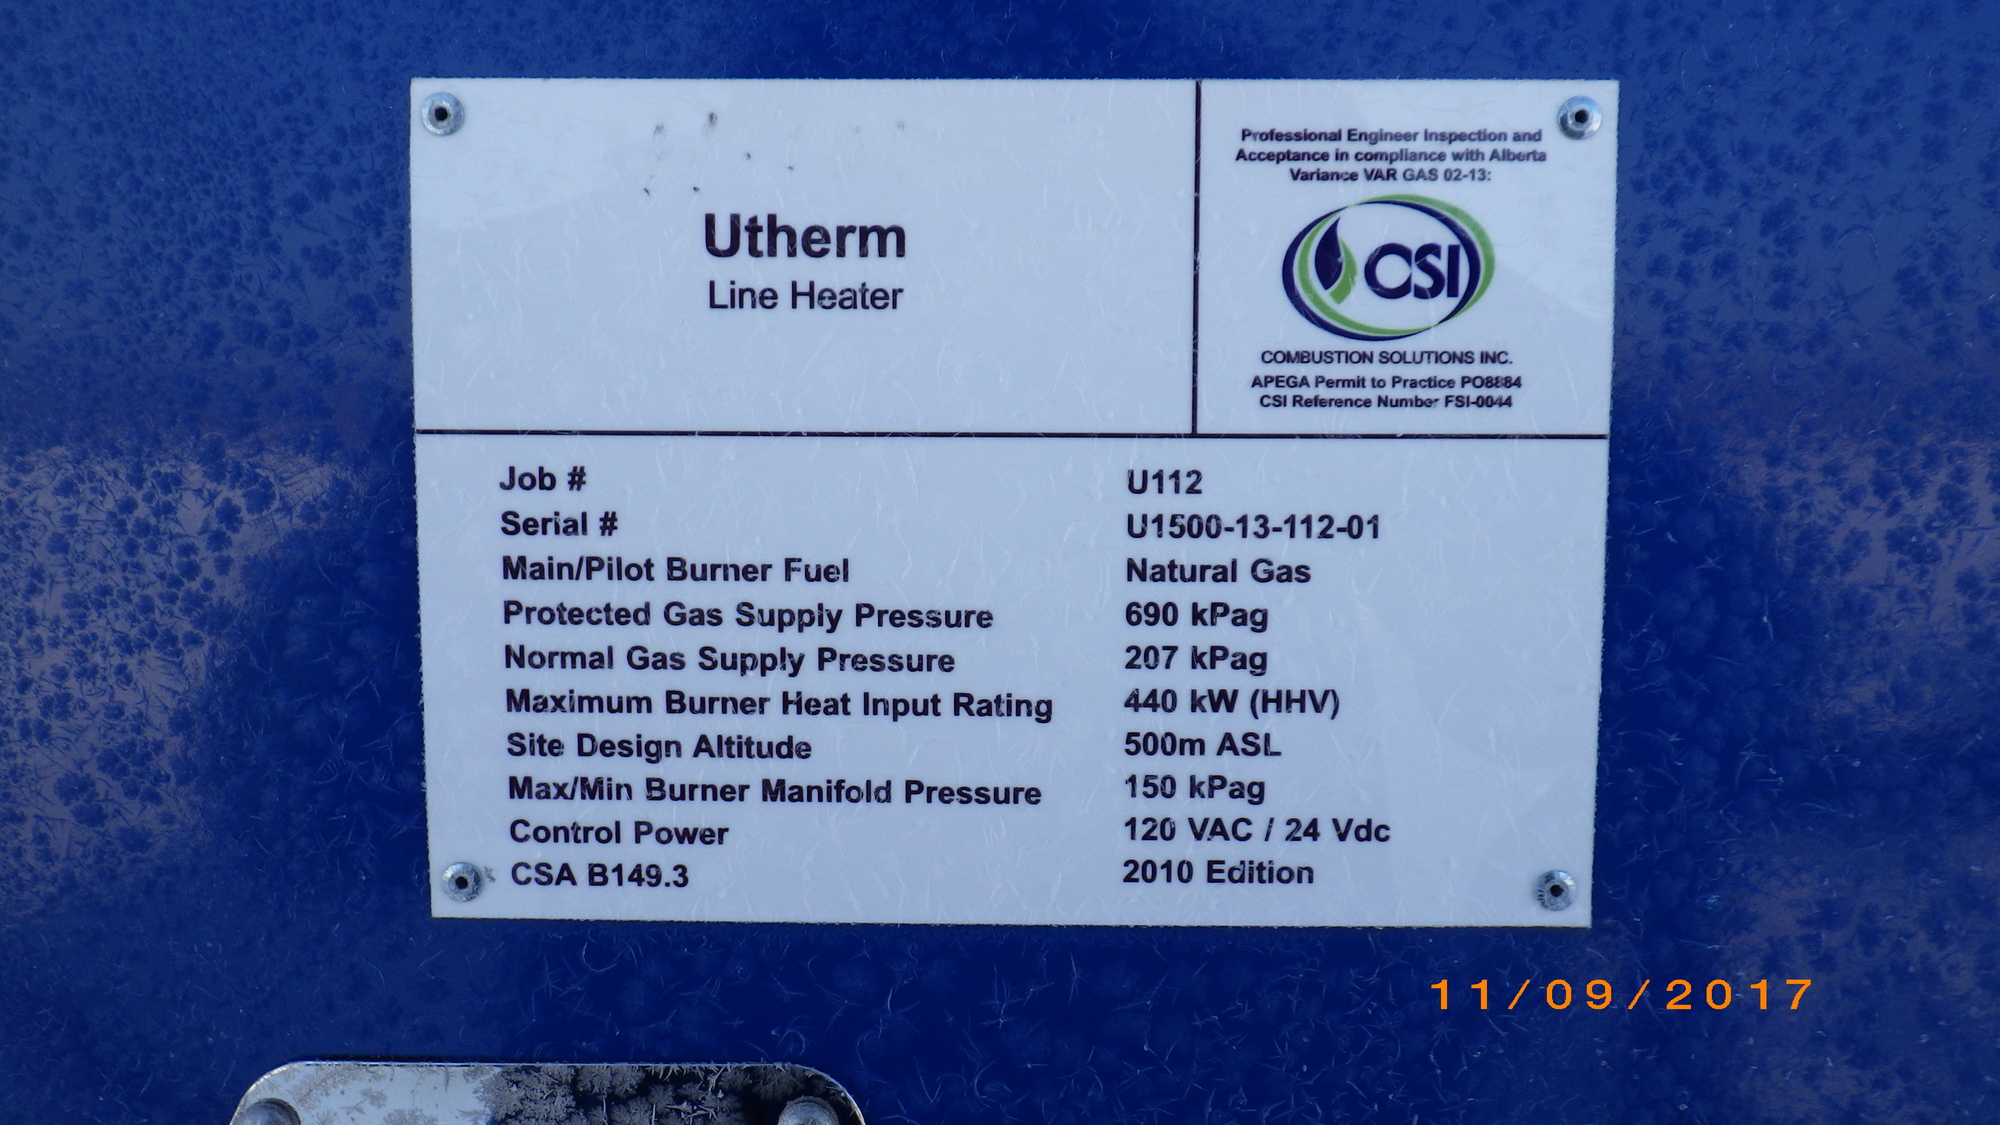 Utherm
Line Heater
Professional Engineer Inspection and
Acceptance in compliance with Alberta
Variance VAR GAS 02-13:
CSI
COMBUSTION SOLUTIONS INC.
APEGA Permit to Practice PO8884
CSI Reference Number FSI-0044
Job # U112
Serial # U1500-13-112-01
Main/Pilot Burner Fuel Natural Gas
Protected Gas Supply Pressure 690 kPag
Normal Gas Supply Pressure 207 kPag
Maximum Burner Heat Input Rating 440 kW (HHV)
Site Design Altitude 500m ASL
Max/Min Burner Manifold Pressure 150 kPag
Control Power 120 VAC / 24 Vdc
CSA B149.3 2010 Edition
11/09/2017